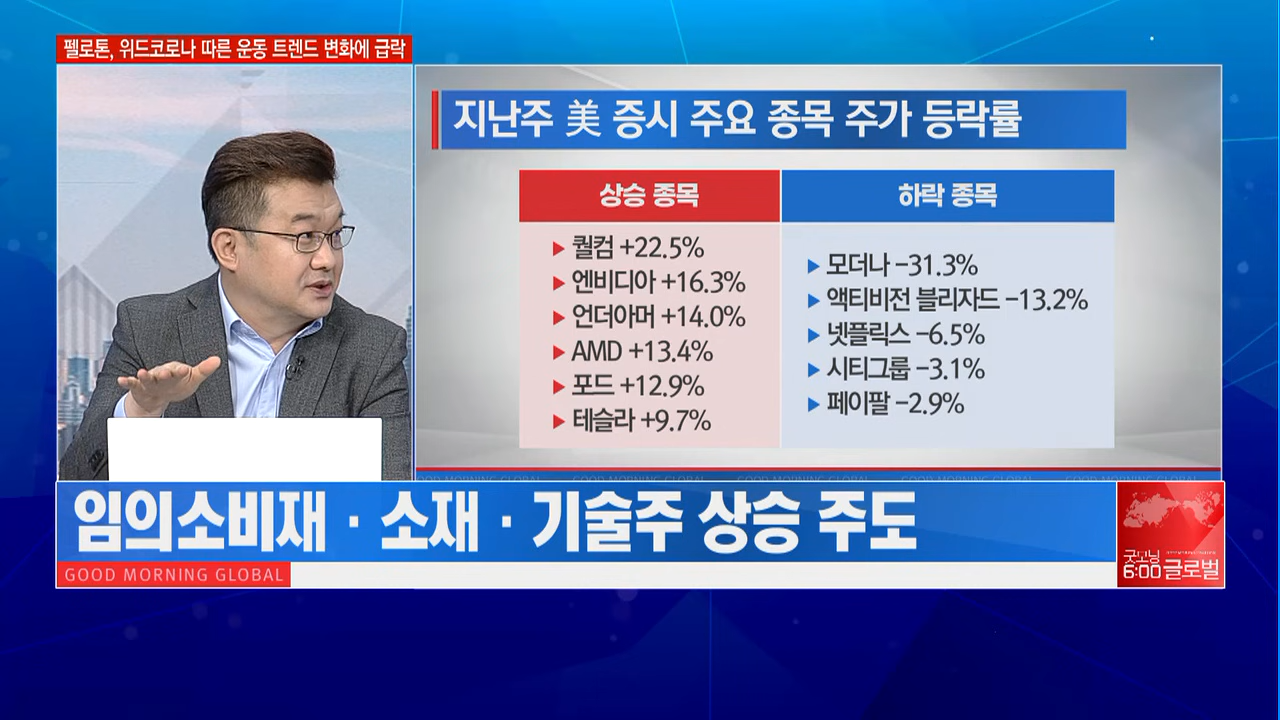 펠로톤, 위드코로나 따른 운동 트렌드 변화에 급락
지난주 美 증시 주요 종목 주가 등락률
상승 종목
▶ 퀄컴 +22.5%
▶ 엔비디아 +16.3%
▶ 언더아머 +14.0%
▶ AMD +13.4%
▶ 포드 +12.9%
▶ 테슬라 +9.7%
하락 종목
▶ 모더나 -31.3%
▶ 액티비전 블리자드 -13.2%
▶ 넷플릭스 -6.5%
▶ 시티그룹 -3.1%
▶ 페이팔 -2.9%
임의소비재 · 소재 · 기술주 상승 주도
GOOD MORNING GLOBAL
굿모닝
6:00 글로벌